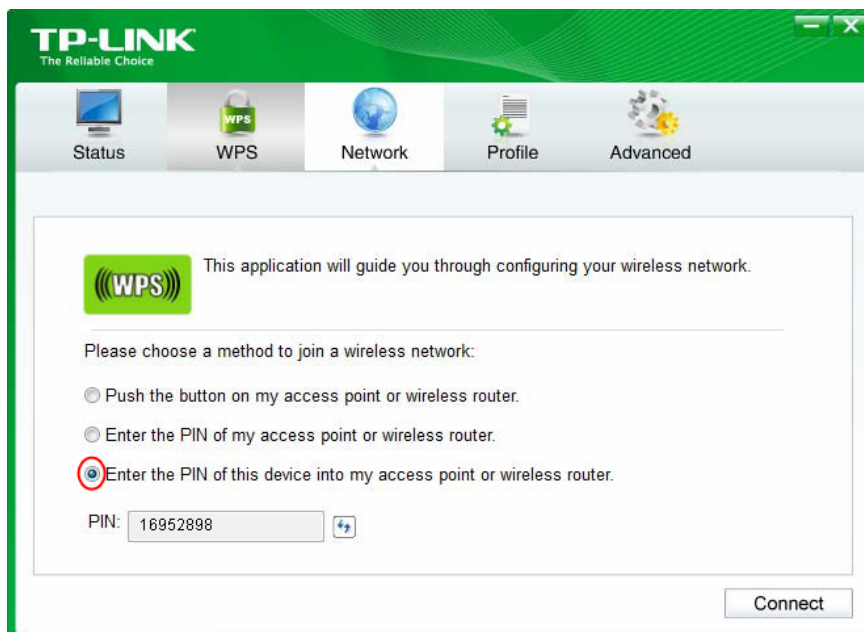 TP-LINK
The Reliable Choice
WPS
Status WPS Network Profile Advanced
((WPS)) This application will guide you through configuring your wireless network.
Please choose a method to join a wireless network:
Push the button on my access point or wireless router.
Enter the PIN of my access point or wireless router.
Enter the PIN of this device into my access point or wireless router.
PIN: 16952898
Connect